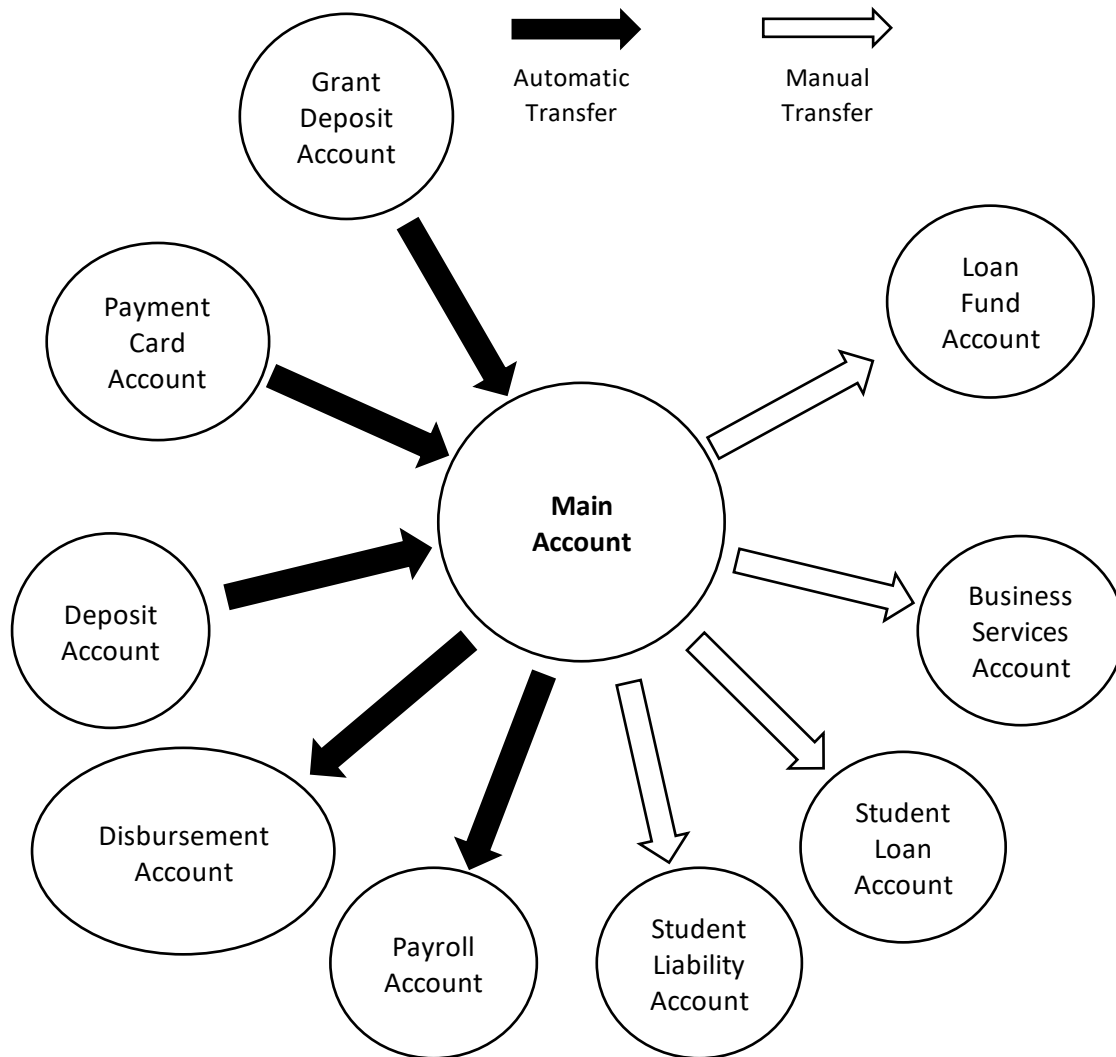 Grant
Deposit
Account
Automatic
Transfer
Manual
Transfer
Payment
Card
Account
Loan
Fund
Account
Main
Account
Deposit
Account
Business
Services
Account
Disbursement
Account
Student
Loan
Account
Payroll
Account
Student
Liability
Account